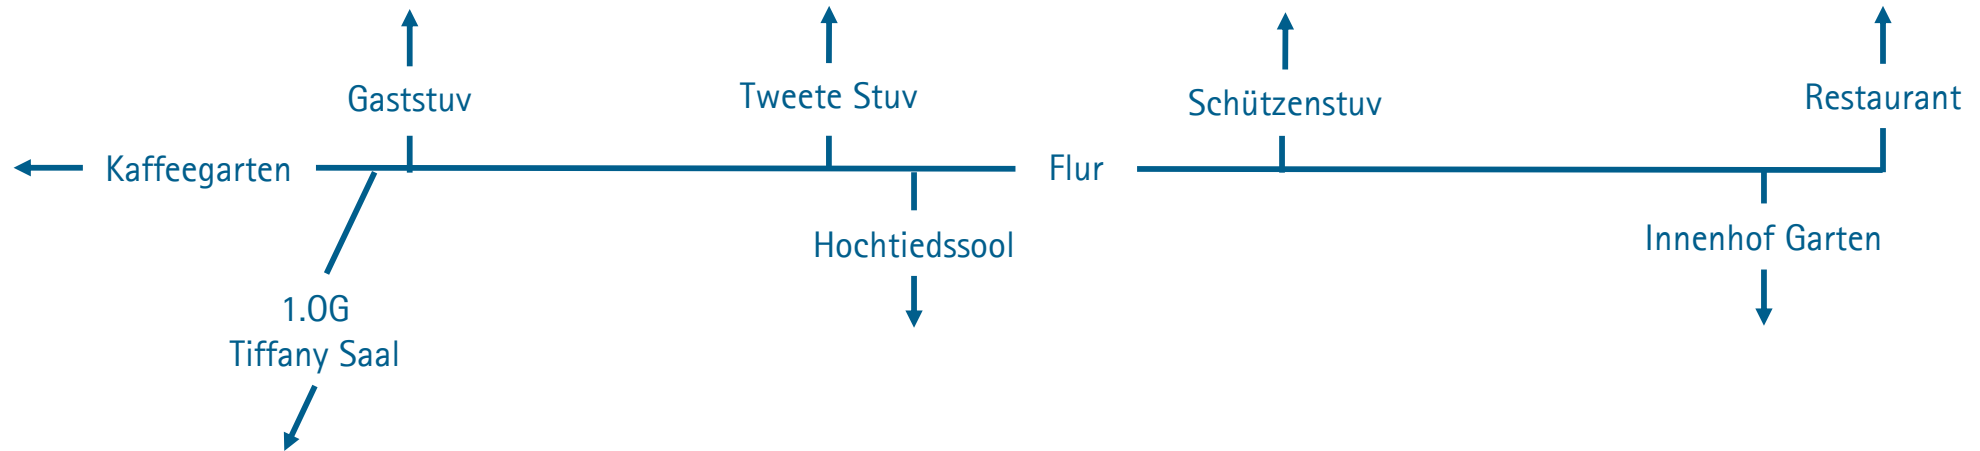 Gaststuv
Tweete Stuv
Schützenstuv
Restaurant
Kaffeegarten
Flur
Hochtiedssool
Innenhof Garten
1.OG
Tiffany Saal